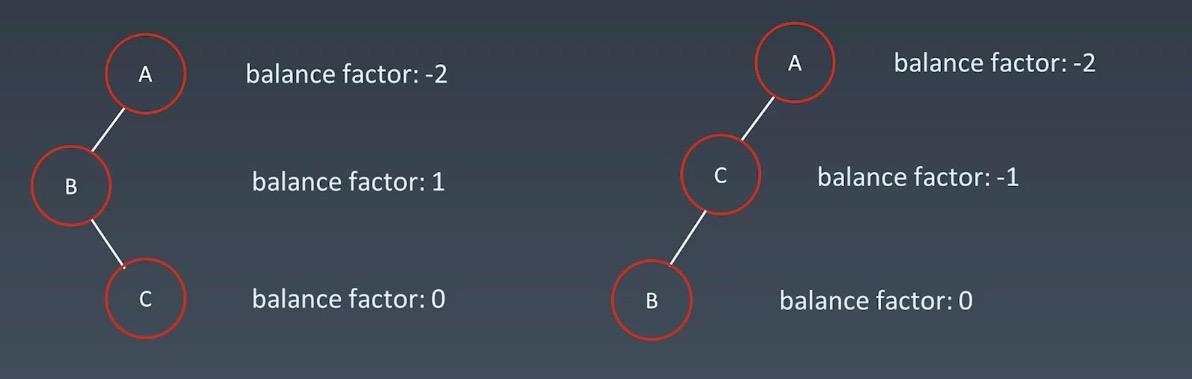 A
balance factor: -2
B
balance factor: 1
C
balance factor: 0
A
balance factor: -2
C
balance factor: -1
B
balance factor: 0